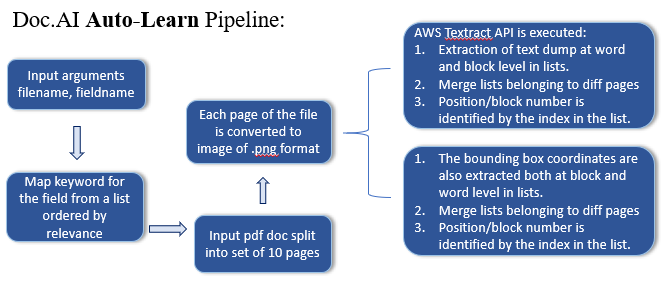 Doc.AI Auto-Learn Pipeline:
Input arguments
filename, fieldname
Map keyword for
the field from a list
ordered by
relevance
Input pdf doc split
into set of 10 pages
Each page of the file
is converted to
image of .png format
AWS Textract API is executed:
1. Extraction of text dump at word
and block level in lists.
2. Merge lists belonging to diff pages
3. Position/block number is
identified by the index in the list.
1. The bounding box coordinates are
also extracted both at block and
word level in lists.
2. Merge lists belonging to diff pages
3. Position/block number is
identified by the index in the list.